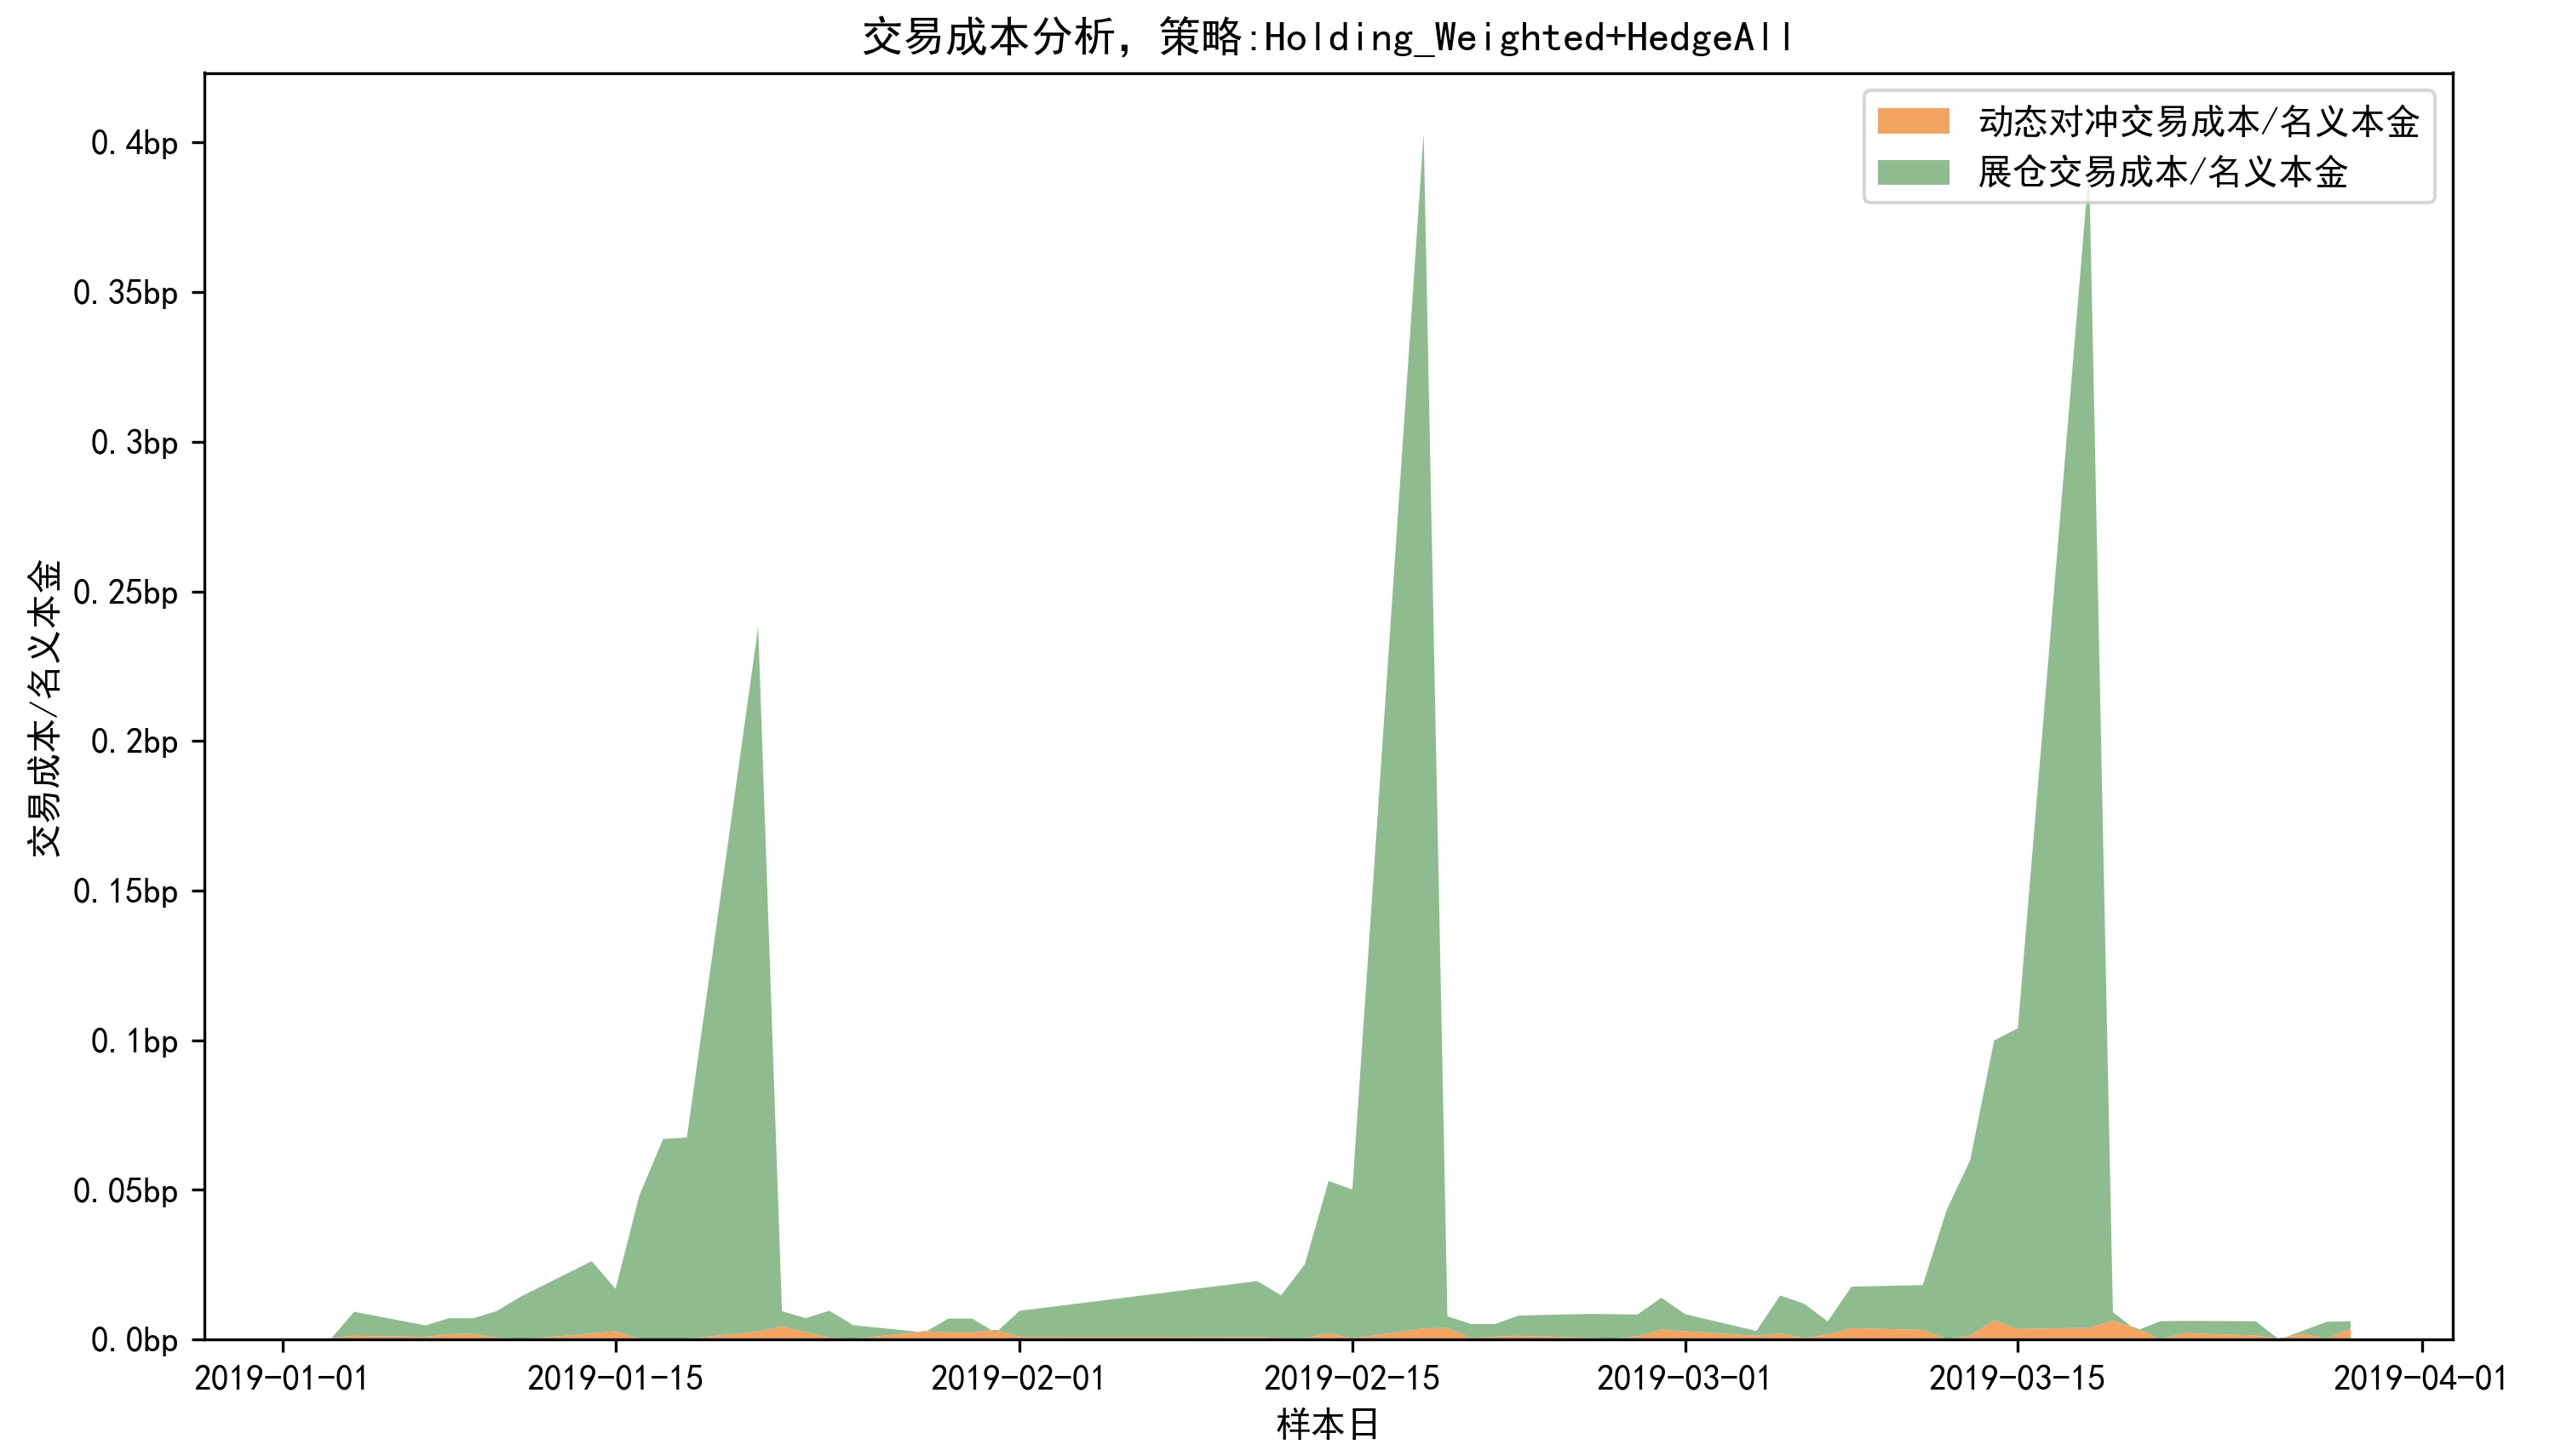 交易成本分析，策略:Holding_Weighted+HedgeAll
动态对冲交易成本/名义本金
展仓交易成本/名义本金
0.4bp
0.35bp
0.3bp
0.25bp
0.2bp
0.15bp
0.1bp
0.05bp
0.0bp
交易成本/名义本金
2019-01-01
2019-01-15
2019-02-01
2019-02-15
2019-03-01
2019-03-15
2019-04-01
样本日